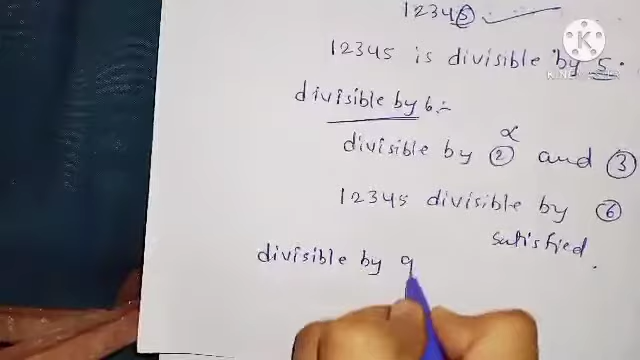 12345
12345 is divisible by 5.
divisible by 6:-
divisible by 2 and 3
12345 divisible by 6
satisfied.
divisible by 9